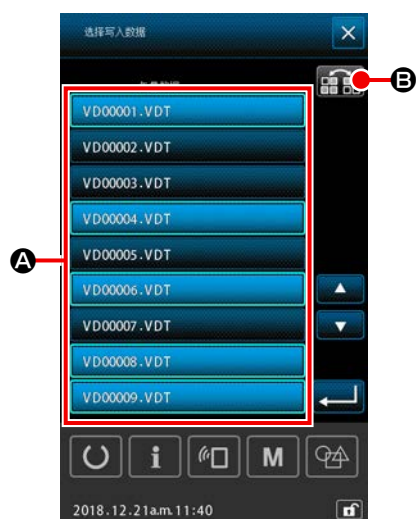 选择写入数据
B
VD00001.VDT
VD00002.VDT
VD00003.VDT
VD00004.VDT
A
VD00005.VDT
VD00006.VDT
VD00007.VDT
VD00008.VDT
VD00009.VDT
i M
2018.12.21a.m.11:40